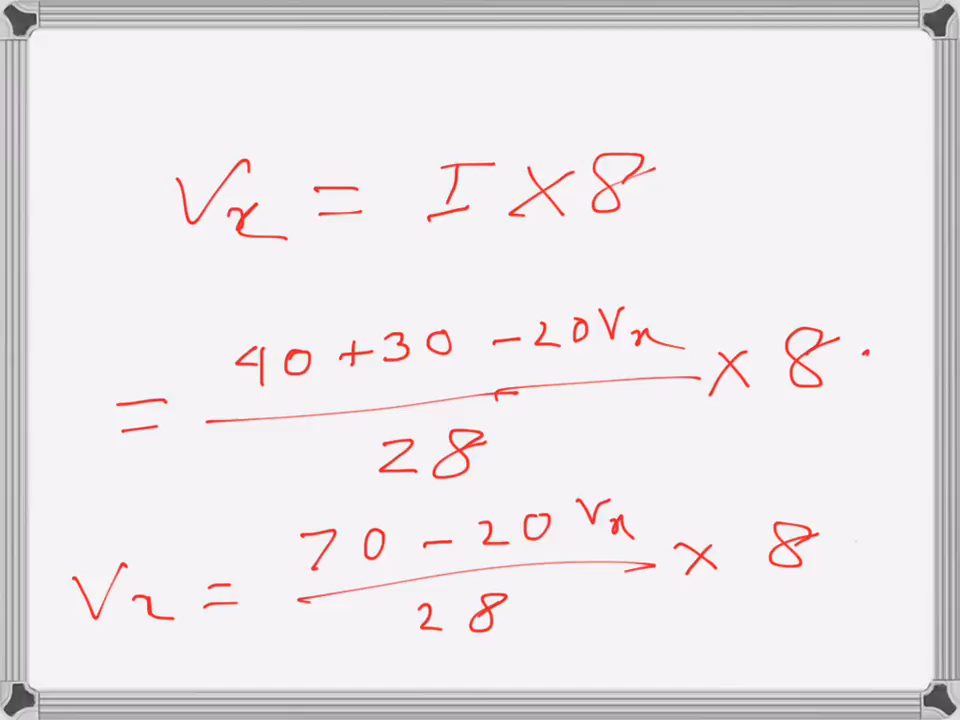 Vx = I × 8
= (40 + 30 - 20Vx) / 28 × 8.
Vx = (70 - 20Vx) / 28 × 8